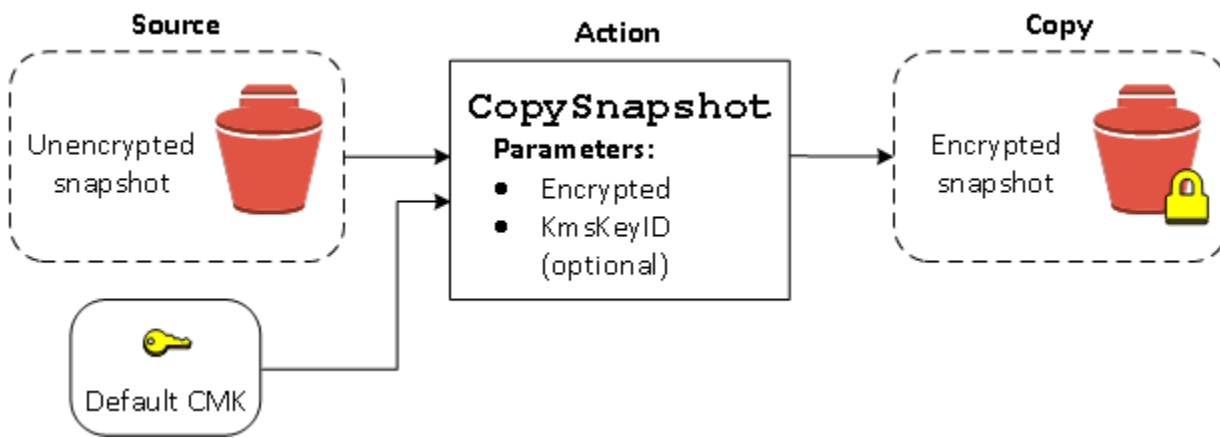 Source
Action
Copy
Unencrypted
snapshot
CopySnapshot
Parameters:
● Encrypted
● KmsKeyID
(optional)
Encrypted
snapshot
Default CMK